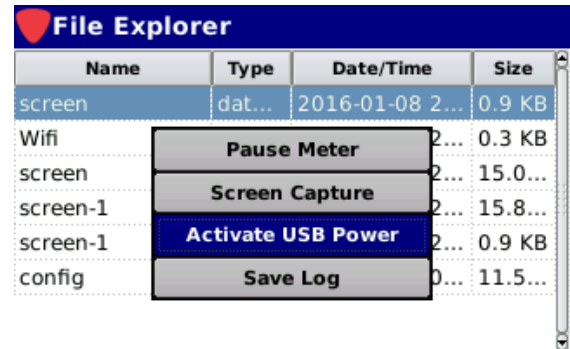 File Explorer
Name Type Date/Time Size
screen dat... 2016-01-08 2... 0.9 KB
Wifi 2... 0.3 KB
Pause Meter
screen 2... 15.0...
Screen Capture
screen-1 2... 15.8...
Activate USB Power
screen-1 2... 0.9 KB
config 0... 11.5...
Save Log